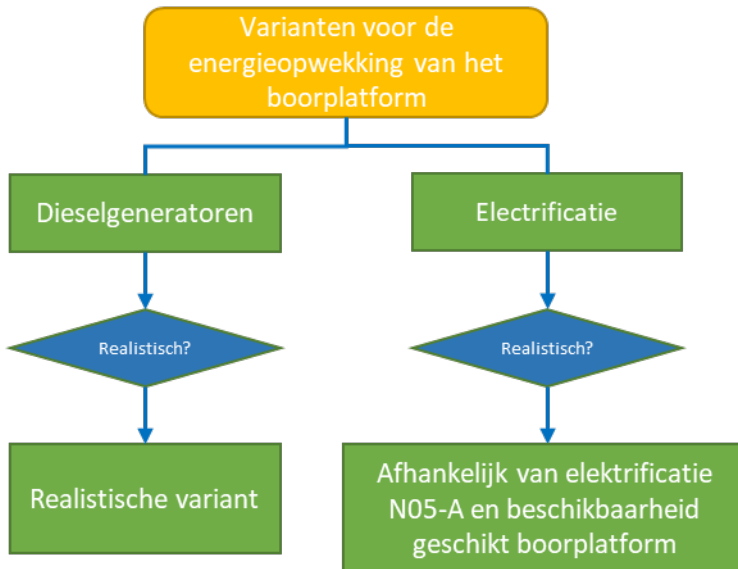 Varianten voor de
energieopwekking van het
boorplatform
Dieselgeneratoren
Electrificatie
Realistisch?
Realistisch?
Realistische variant
Afhankelijk van elektrificatie
N05-A en beschikbaarheid
geschikt boorplatform